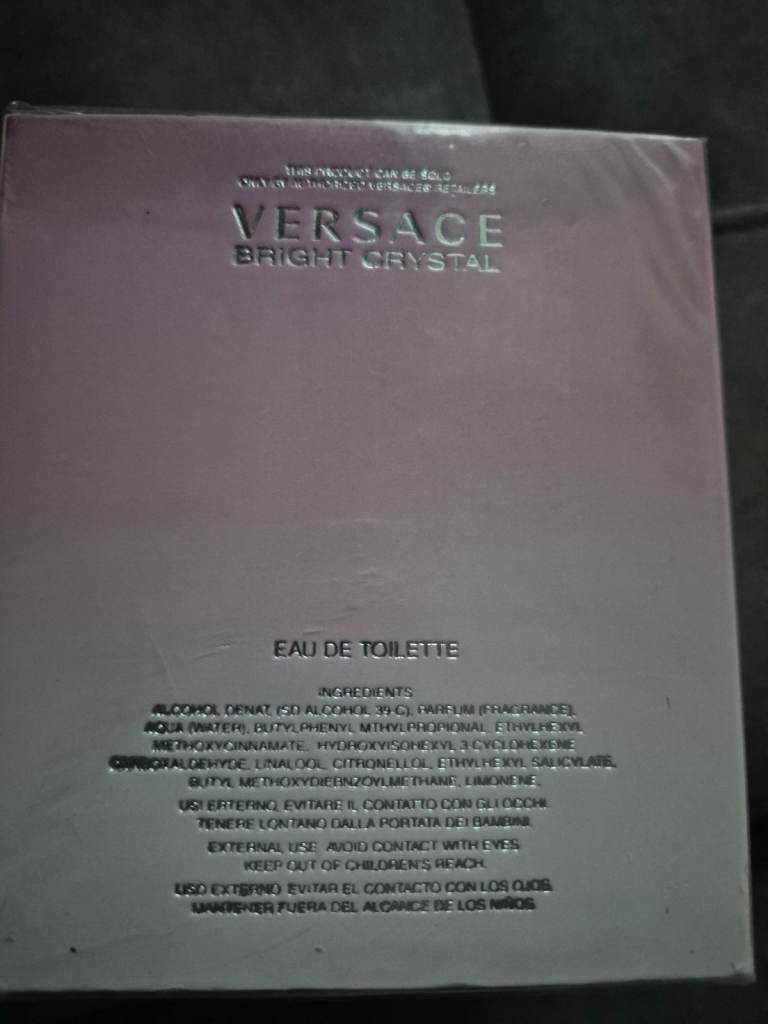 THIS PRODUCT CAN BE SOLD
ONLY BY AUTHORIZED VERSACE® RETAILERS
VERSACE
BRIGHT CRYSTAL
EAU DE TOILETTE
INGREDIENTS
ALCOHOL DENAT, (SD ALCOHOL 39-C), PARFUM (FRAGRANCE),
AQUA (WATER), BUTYLPHENYL MTHYLPROPIONAL, ETHYLHEXYL
METHOXYCINNAMATE, HYDROXYISOHEXYL 3-CYCLOHEXENE
CARBOXALDEHYDE, LINALOOL, CITRONELLOL, ETHYLHEXYL SALICYLATE,
BUTYL METHOXYDIEBNZOYLMETHANE, LIMONENE,
USI ERTERNO, EVITARE IL CONTATTO CON GLI OCCHI.
TENERE LONTANO DALLA PORTATA DEI BAMBINI.
EXTERNAL USE AVOID CONTACT WITH EYES
KEEP OUT OF CHILDREN'S REACH.
USO EXTERNO EVITAR EL CONTACTO CON LOS OJOS.
MANTENER FUERA DEL ALCANCE DE LOS NIÑOS.